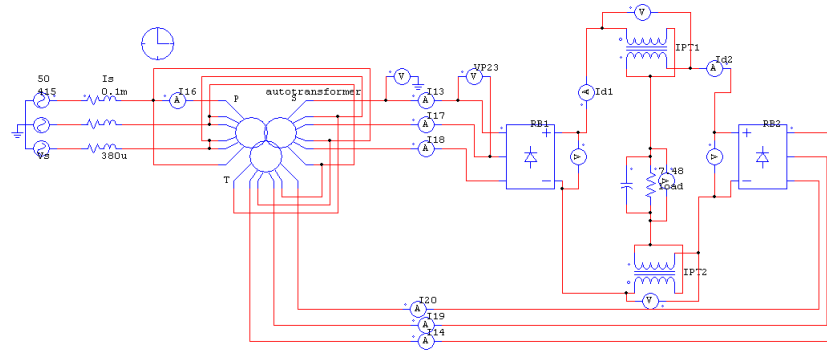 V
50
415
Is
0.1m
I16
A
autotransformer
P
S
V
VP23
V
I13
A
IPT1
Id2
A
A
Id1
I17
A
I18
A
RB1
V
RB2
V
Vs
380u
T
7.48
load
V
IPT2
V
I20
A
I19
A
I14
A